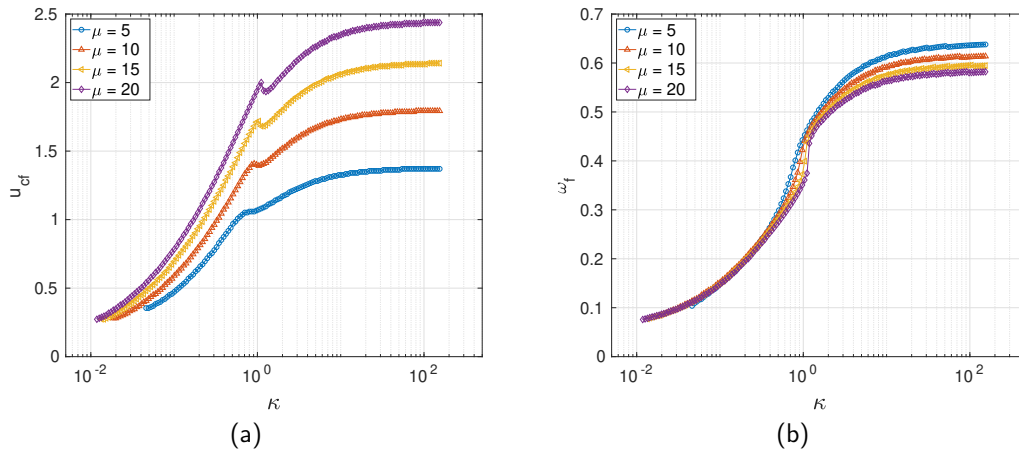 2.5
2
1.5
1
0.5
0
u_cf
μ = 5
μ = 10
μ = 15
μ = 20
10^-2
10^0
10^2
κ
(a)
0.7
0.6
0.5
0.4
0.3
0.2
0.1
0
ω_f
μ = 5
μ = 10
μ = 15
μ = 20
10^-2
10^0
10^2
κ
(b)